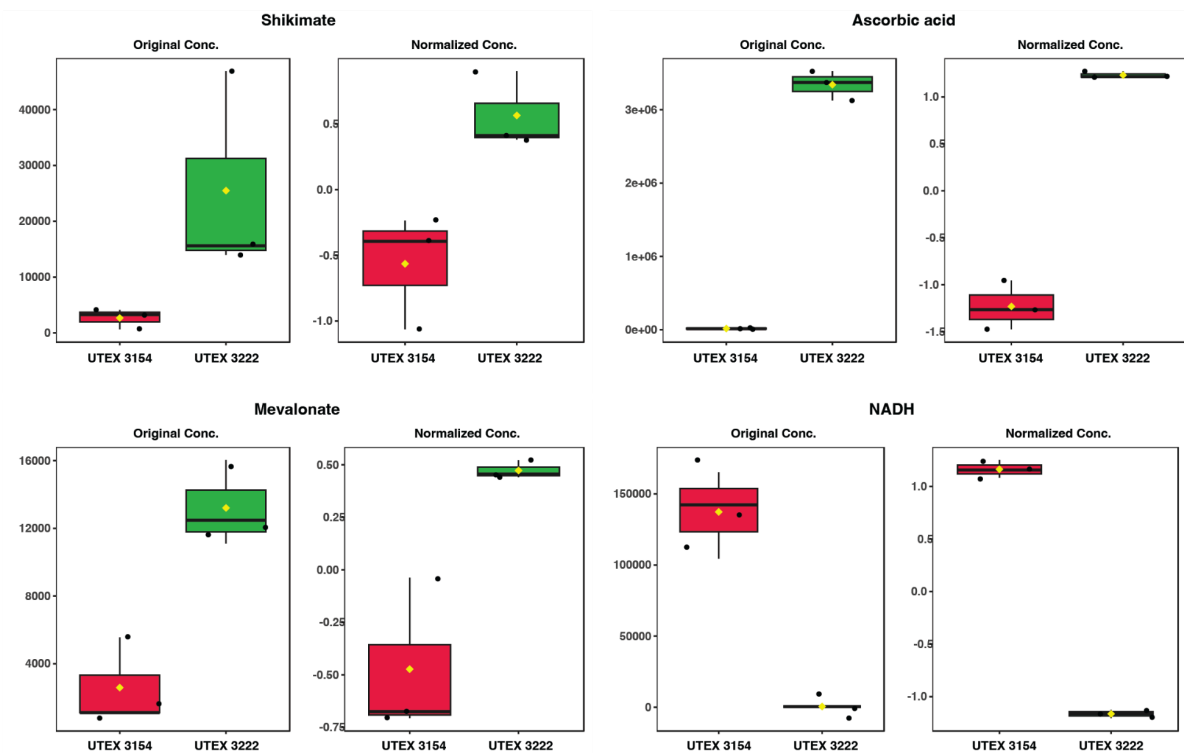 Shikimate
Original Conc.
Normalized Conc.
40000
30000
20000
10000
0
0.5
0.0
-0.5
-1.0
UTEX 3154
UTEX 3222
UTEX 3154
UTEX 3222
Ascorbic acid
Original Conc.
Normalized Conc.
3e+06
2e+06
1e+06
0e+00
1.0
0.5
0.0
-0.5
-1.0
-1.5
UTEX 3154
UTEX 3222
UTEX 3154
UTEX 3222
Mevalonate
Original Conc.
Normalized Conc.
16000
12000
8000
4000
0.50
0.25
0.00
-0.25
-0.50
-0.75
UTEX 3154
UTEX 3222
UTEX 3154
UTEX 3222
NADH
Original Conc.
Normalized Conc.
150000
100000
50000
0
1.0
0.5
0.0
-0.5
-1.0
UTEX 3154
UTEX 3222
UTEX 3154
UTEX 3222